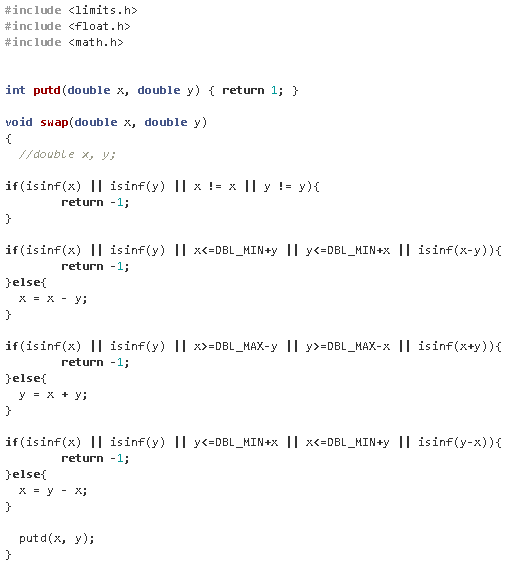 #include <limits.h>
#include <float.h>
#include <math.h>
int putd(double x, double y) { return 1; }
void swap(double x, double y)
{
//double x, y;
if(isinf(x) || isinf(y) || x != x || y != y){
return -1;
}
if(isinf(x) || isinf(y) || x<=DBL_MIN+y || y<=DBL_MIN+x || isinf(x-y)){
return -1;
}else{
x = x - y;
}
if(isinf(x) || isinf(y) || x>=DBL_MAX-y || y>=DBL_MAX-x || isinf(x+y)){
return -1;
}else{
y = x + y;
}
if(isinf(x) || isinf(y) || y<=DBL_MIN+x || x<=DBL_MIN+y || isinf(y-x)){
return -1;
}else{
x = y - x;
}
putd(x, y);
}